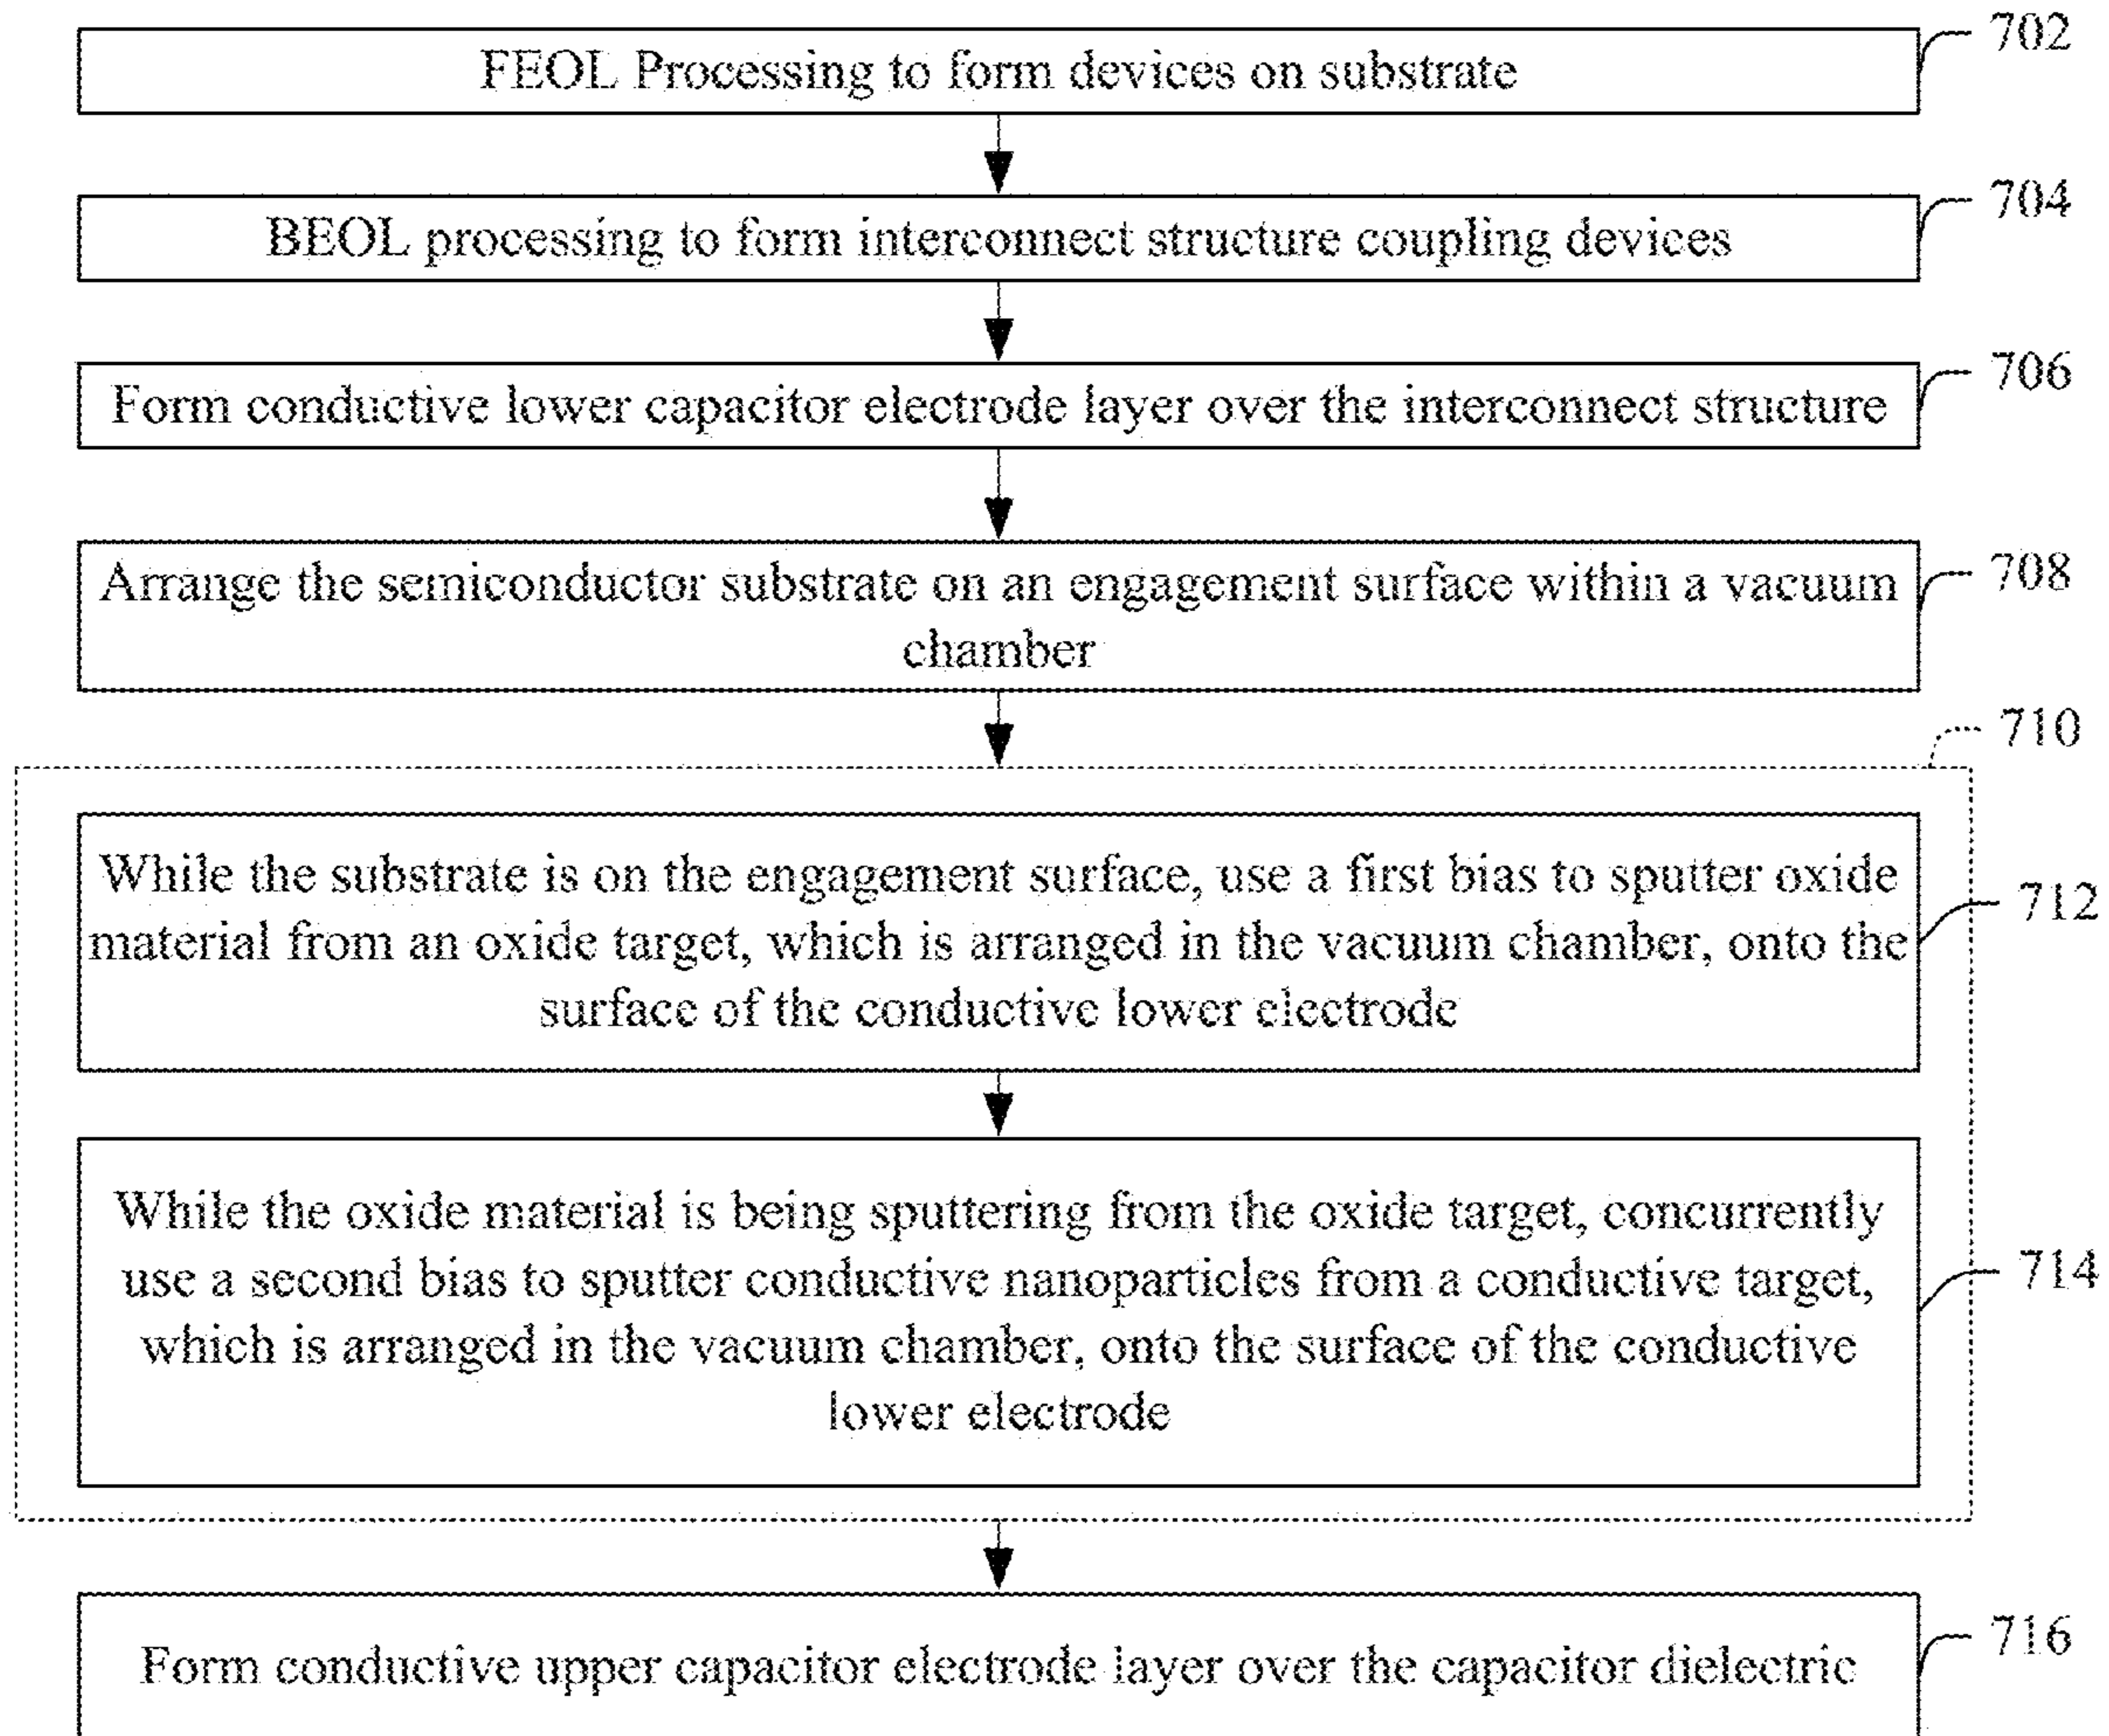 FEOL Processing to form devices on substrate
702
BEOL processing to form interconnect structure coupling devices
704
Form conductive lower capacitor electrode layer over the interconnect structure
706
Arrange the semiconductor substrate on an engagement surface within a vacuum
chamber
708
710
While the substrate is on the engagement surface, use a first bias to sputter oxide
material from an oxide target, which is arranged in the vacuum chamber, onto the
surface of the conductive lower electrode
712
While the oxide material is being sputtering from the oxide target, concurrently
use a second bias to sputter conductive nanoparticles from a conductive target,
which is arranged in the vacuum chamber, onto the surface of the conductive
lower electrode
714
Form conductive upper capacitor electrode layer over the capacitor dielectric
716